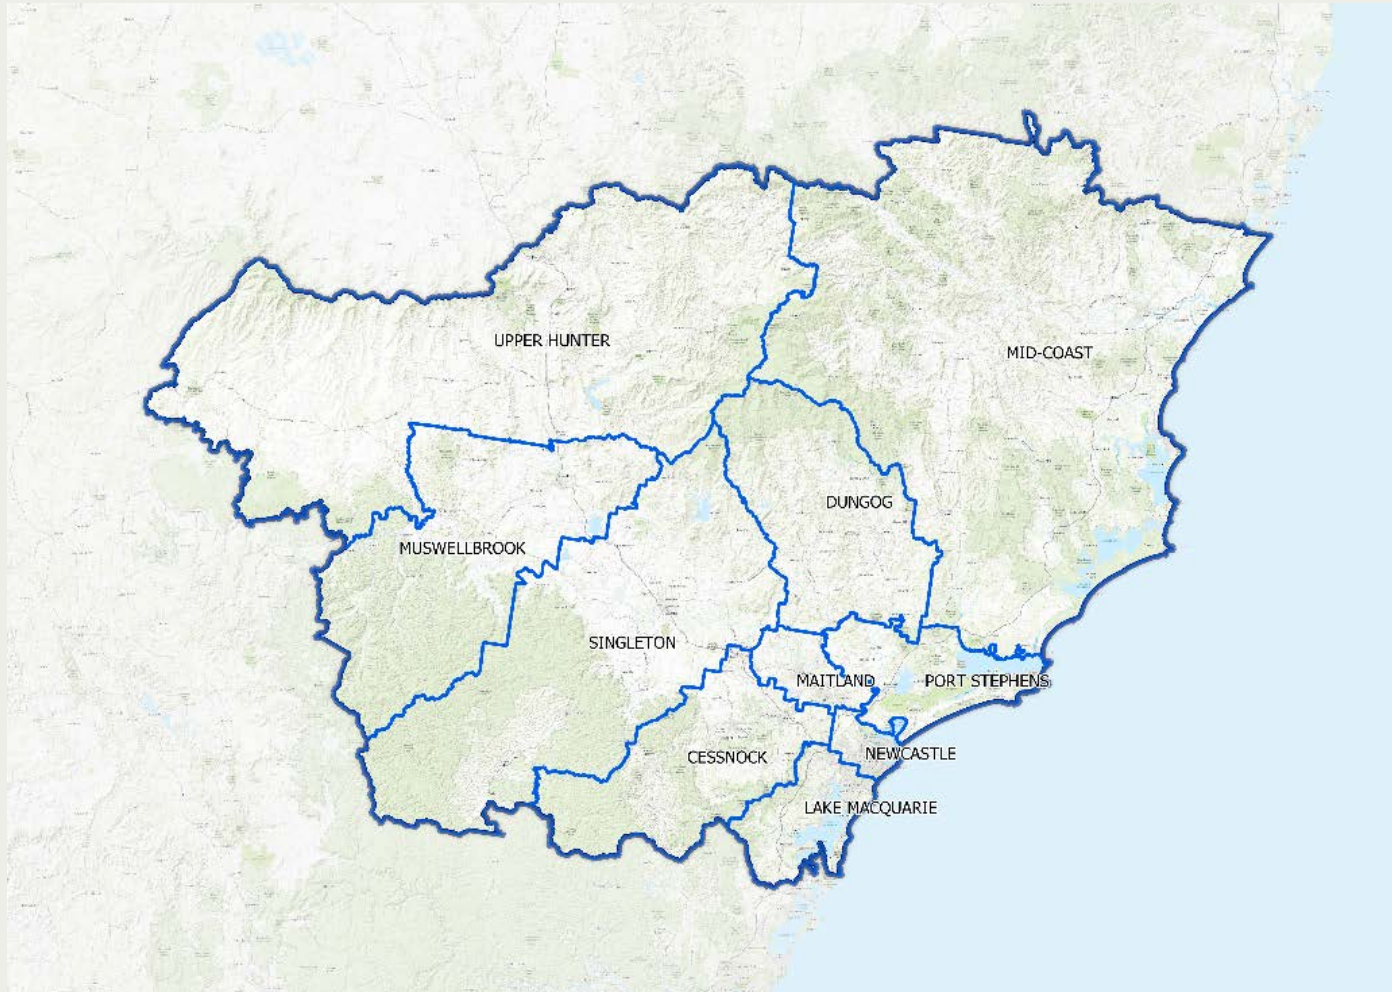 UPPER HUNTER
MID-COAST
DUNGOG
MUSWELLBROOK
SINGLETON
MAITLAND
PORT STEPHENS
CESSNOCK
NEWCASTLE
LAKE MACQUARIE